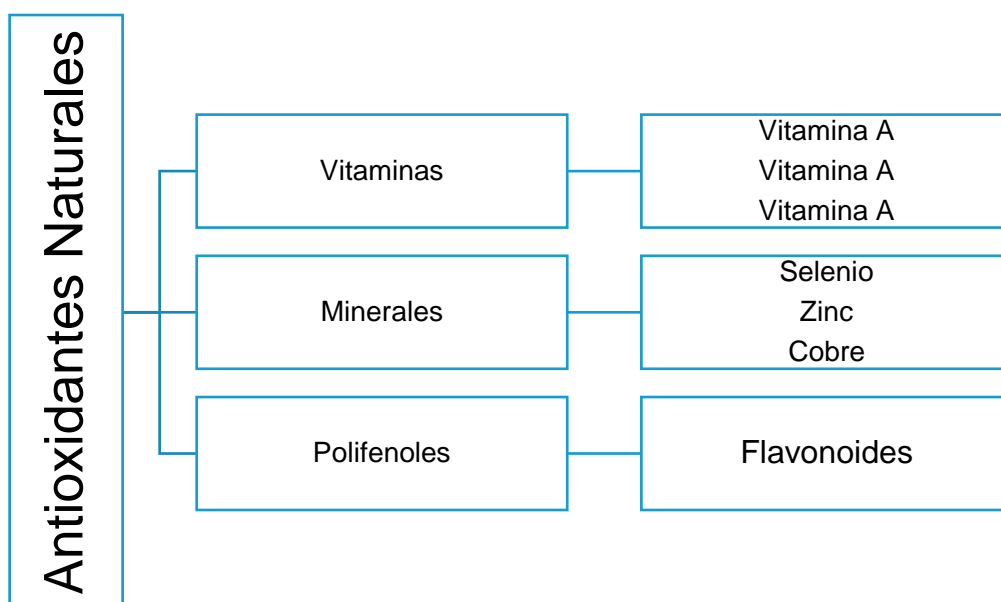 Antioxidantes Naturales
Vitaminas
Vitamina A
Vitamina A
Vitamina A
Minerales
Selenio
Zinc
Cobre
Polifenoles
Flavonoides